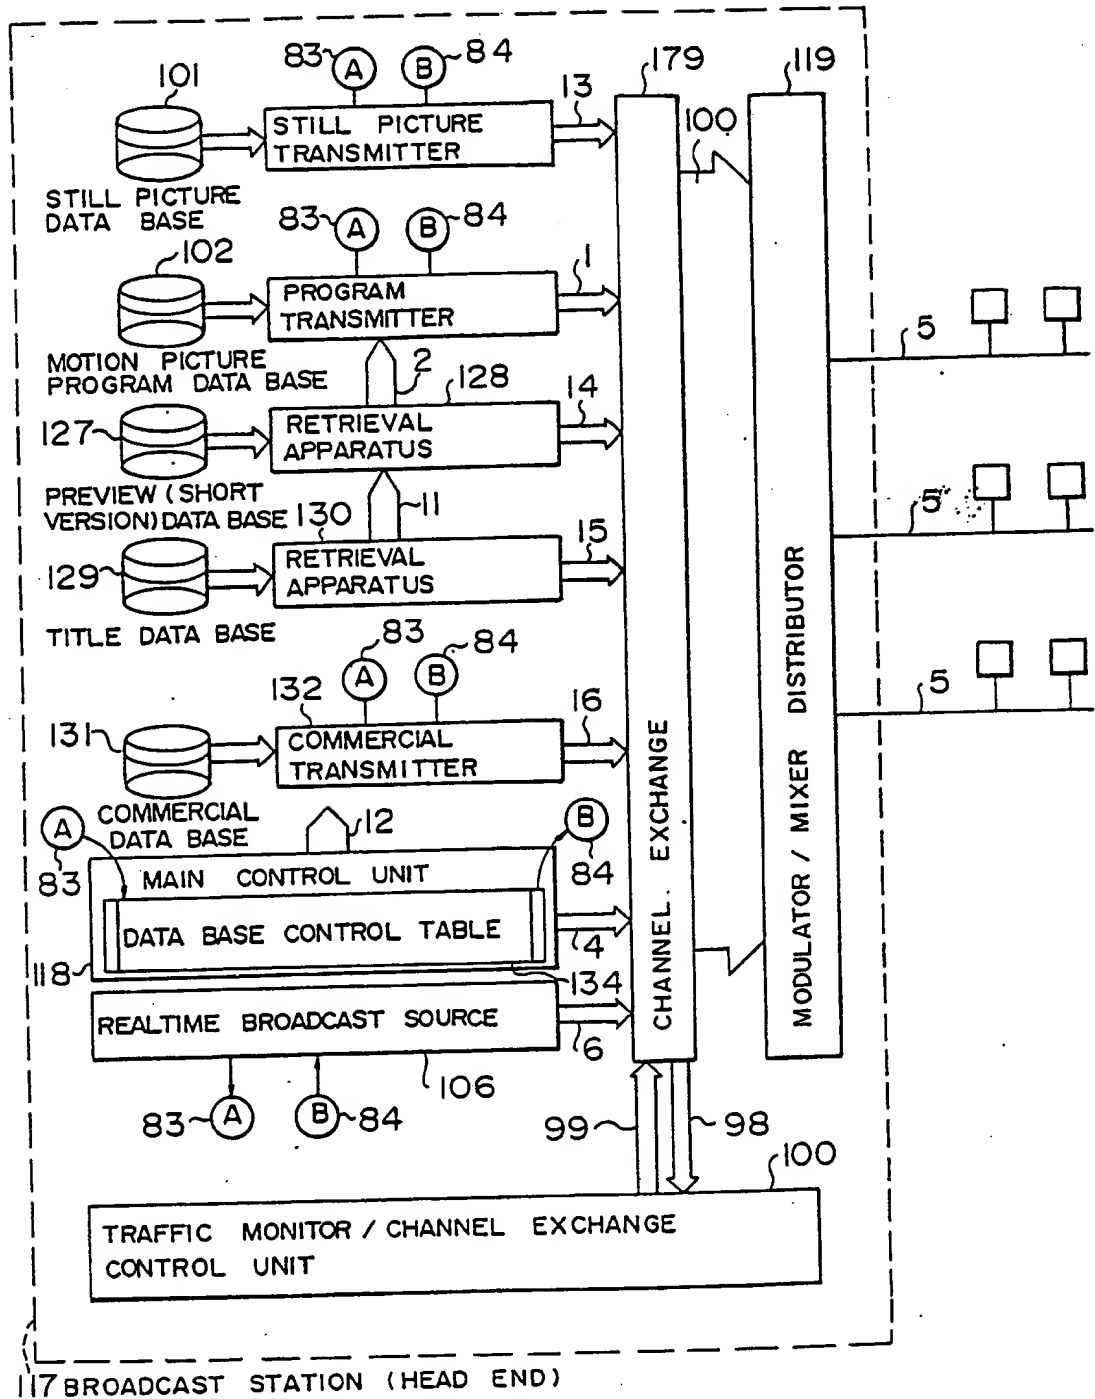 83 A B 84
179
119
101
13
STILL PICTURE
TRANSMITTER
100
STILL PICTURE
DATA BASE
83 A B 84
102
1
PROGRAM
TRANSMITTER
5
MOTION PICTURE
PROGRAM DATA BASE
2
128
14
127
RETRIEVAL
APPARATUS
PREVIEW (SHORT
VERSION) DATA BASE
130
11
15
5
129
RETRIEVAL
APPARATUS
TITLE DATA BASE
83
84
A B
132
16
5
131
COMMERCIAL
TRANSMITTER
COMMERCIAL
DATA BASE
A
83
12
B
84
MAIN CONTROL UNIT
DATA BASE CONTROL TABLE
4
118
134
REALTIME BROADCAST SOURCE
6
106
83 A B 84
CHANNEL. EXCHANGE
MODULATOR / MIXER DISTRIBUTOR
99
98
100
TRAFFIC MONITOR / CHANNEL EXCHANGE
CONTROL UNIT
117 BROADCAST STATION (HEAD END)